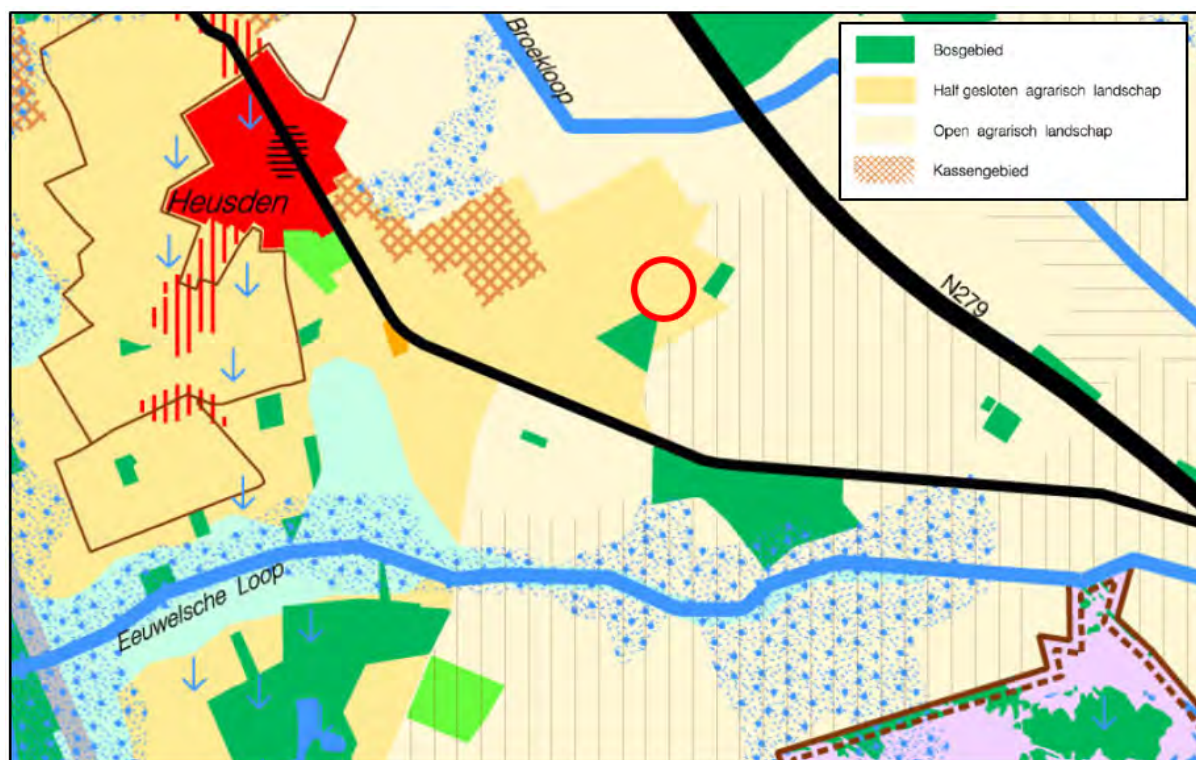 Broekloop
Bosgebied
Half gesloten agrarisch landschap
Open agrarisch landschap
Kassengebied
Heusden
N279
Eeuwelsche Loop